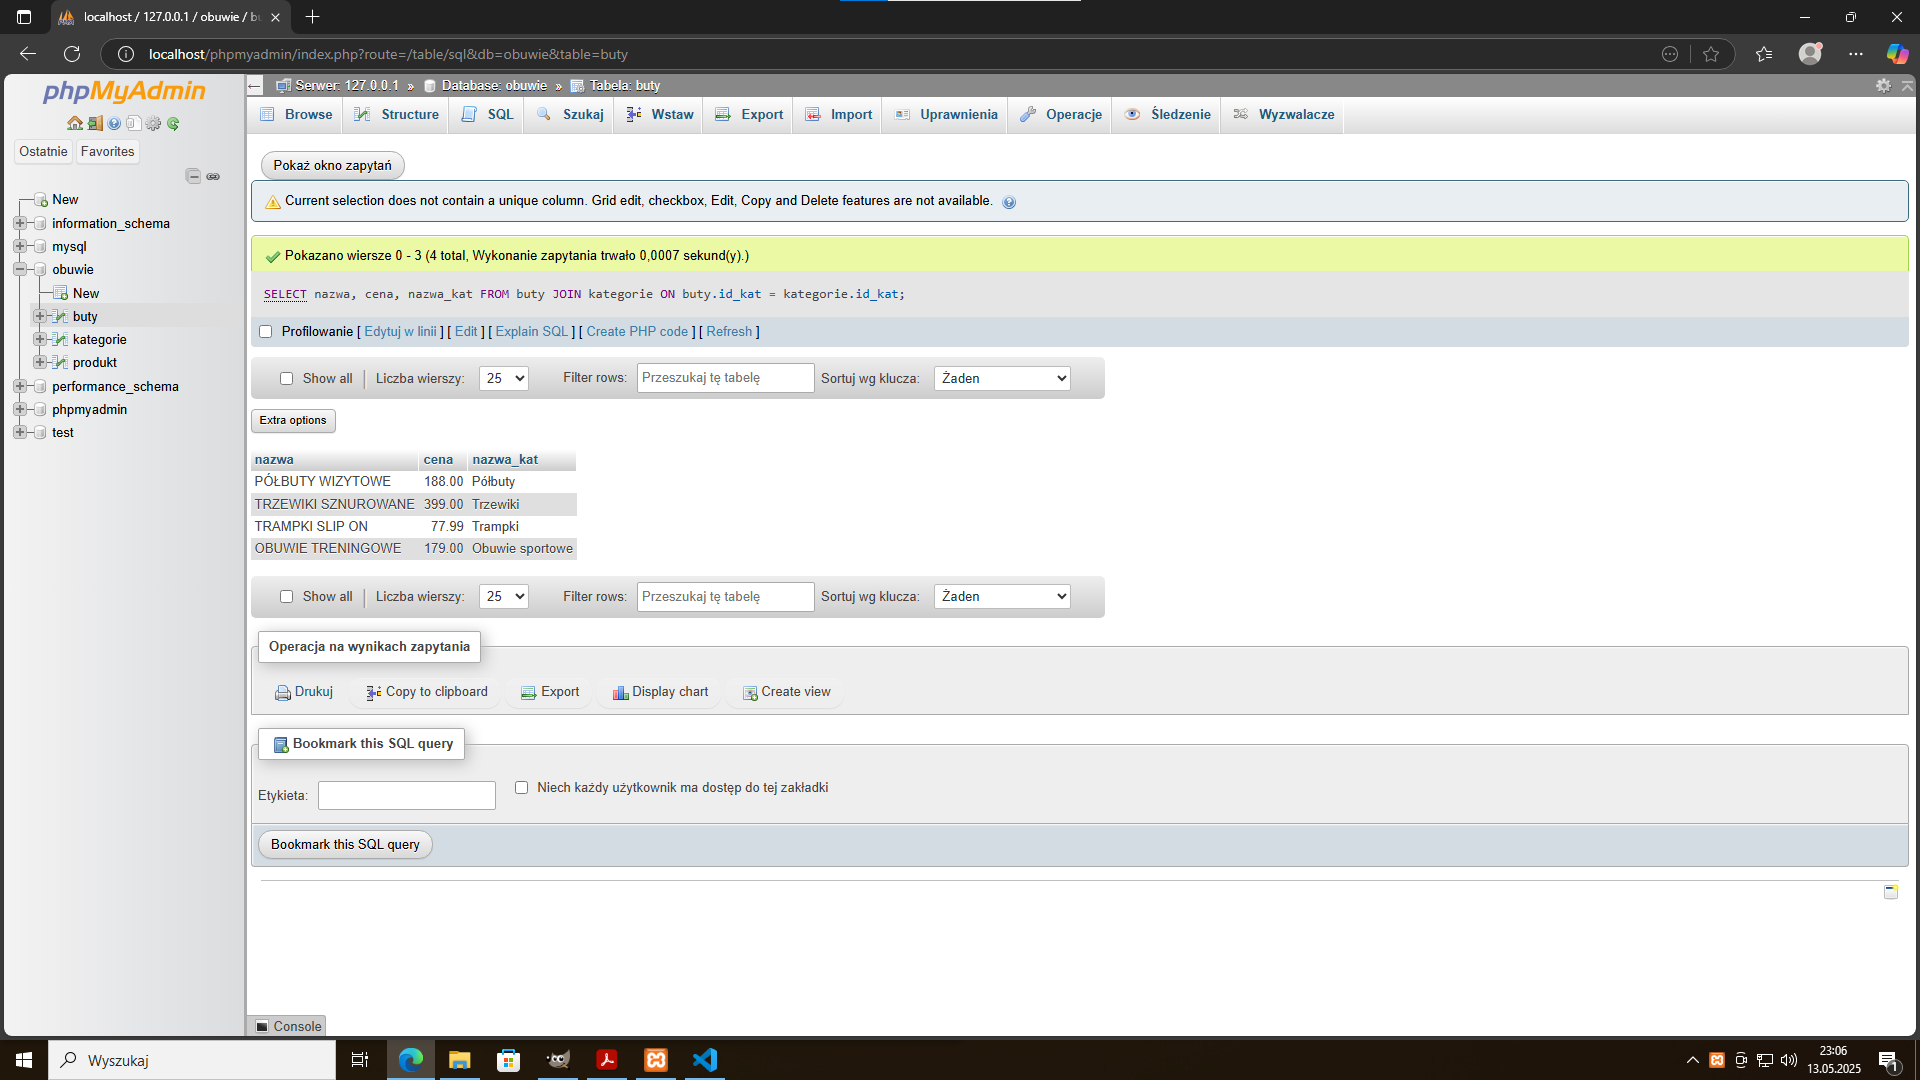 localhost / 127.0.0.1 / obuwie / bu
localhost/phpmyadmin/index.php?route=/table/sql&db=obuwie&table=buty
phpMyAdmin
Ostatnie Favorites
New
information_schema
mysql
obuwie
New
buty
kategorie
produkt
performance_schema
phpmyadmin
test
Serwer: 127.0.0.1 » Database: obuwie » Tabela: buty
Browse Structure SQL Szukaj Wstaw Export Import Uprawnienia Operacje Śledzenie Wyzwalacze
Pokaż okno zapytań
Current selection does not contain a unique column. Grid edit, checkbox, Edit, Copy and Delete features are not available.
Pokazano wiersze 0 - 3 (4 total, Wykonanie zapytania trwało 0,0007 sekund(y).)
SELECT nazwa, cena, nazwa_kat FROM buty JOIN kategorie ON buty.id_kat = kategorie.id_kat;
Profilowanie [ Edytuj w linii ] [ Edit ] [ Explain SQL ] [ Create PHP code ] [ Refresh ]
Show all Liczba wierszy: 25 Filter rows: Przeszukaj tę tabelę Sortuj wg klucza: Żaden
Extra options
nazwa cena nazwa_kat
PÓŁBUTY WIZYTOWE 188.00 Półbuty
TRZEWIKI SZNUROWANE 399.00 Trzewiki
TRAMPKI SLIP ON 77.99 Trampki
OBUWIE TRENINGOWE 179.00 Obuwie sportowe
Show all Liczba wierszy: 25 Filter rows: Przeszukaj tę tabelę Sortuj wg klucza: Żaden
Operacja na wynikach zapytania
Drukuj Copy to clipboard Export Display chart Create view
Bookmark this SQL query
Etykieta: Niech każdy użytkownik ma dostęp do tej zakładki
Bookmark this SQL query
Console
Wyszukaj
23:06
13.05.2025
1